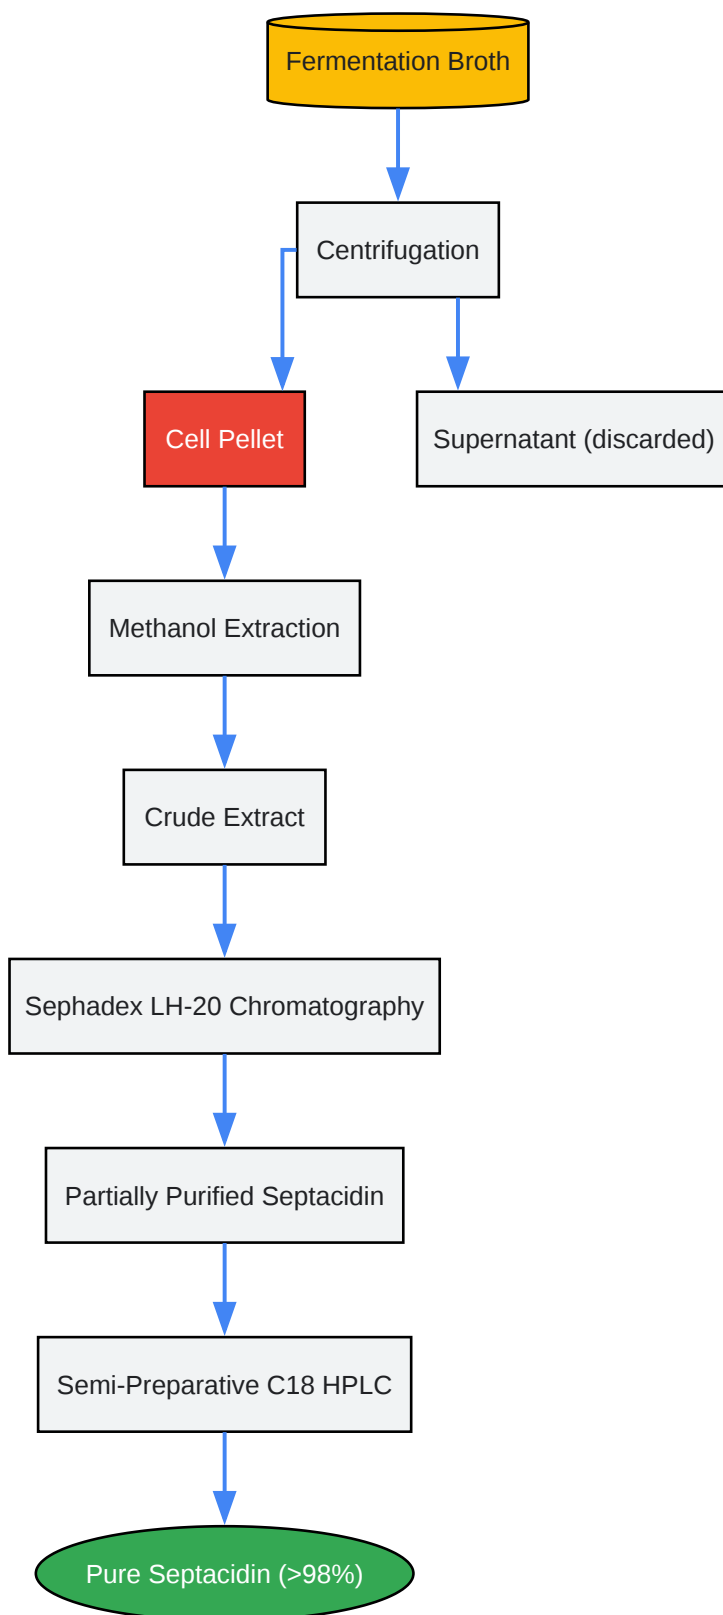 Fermentation Broth
Centrifugation
Cell Pellet
Supernatant (discarded)
Methanol Extraction
Crude Extract
Sephadex LH-20 Chromatography
Partially Purified Septacidin
Semi-Preparative C18 HPLC
Pure Septacidin (>98%)